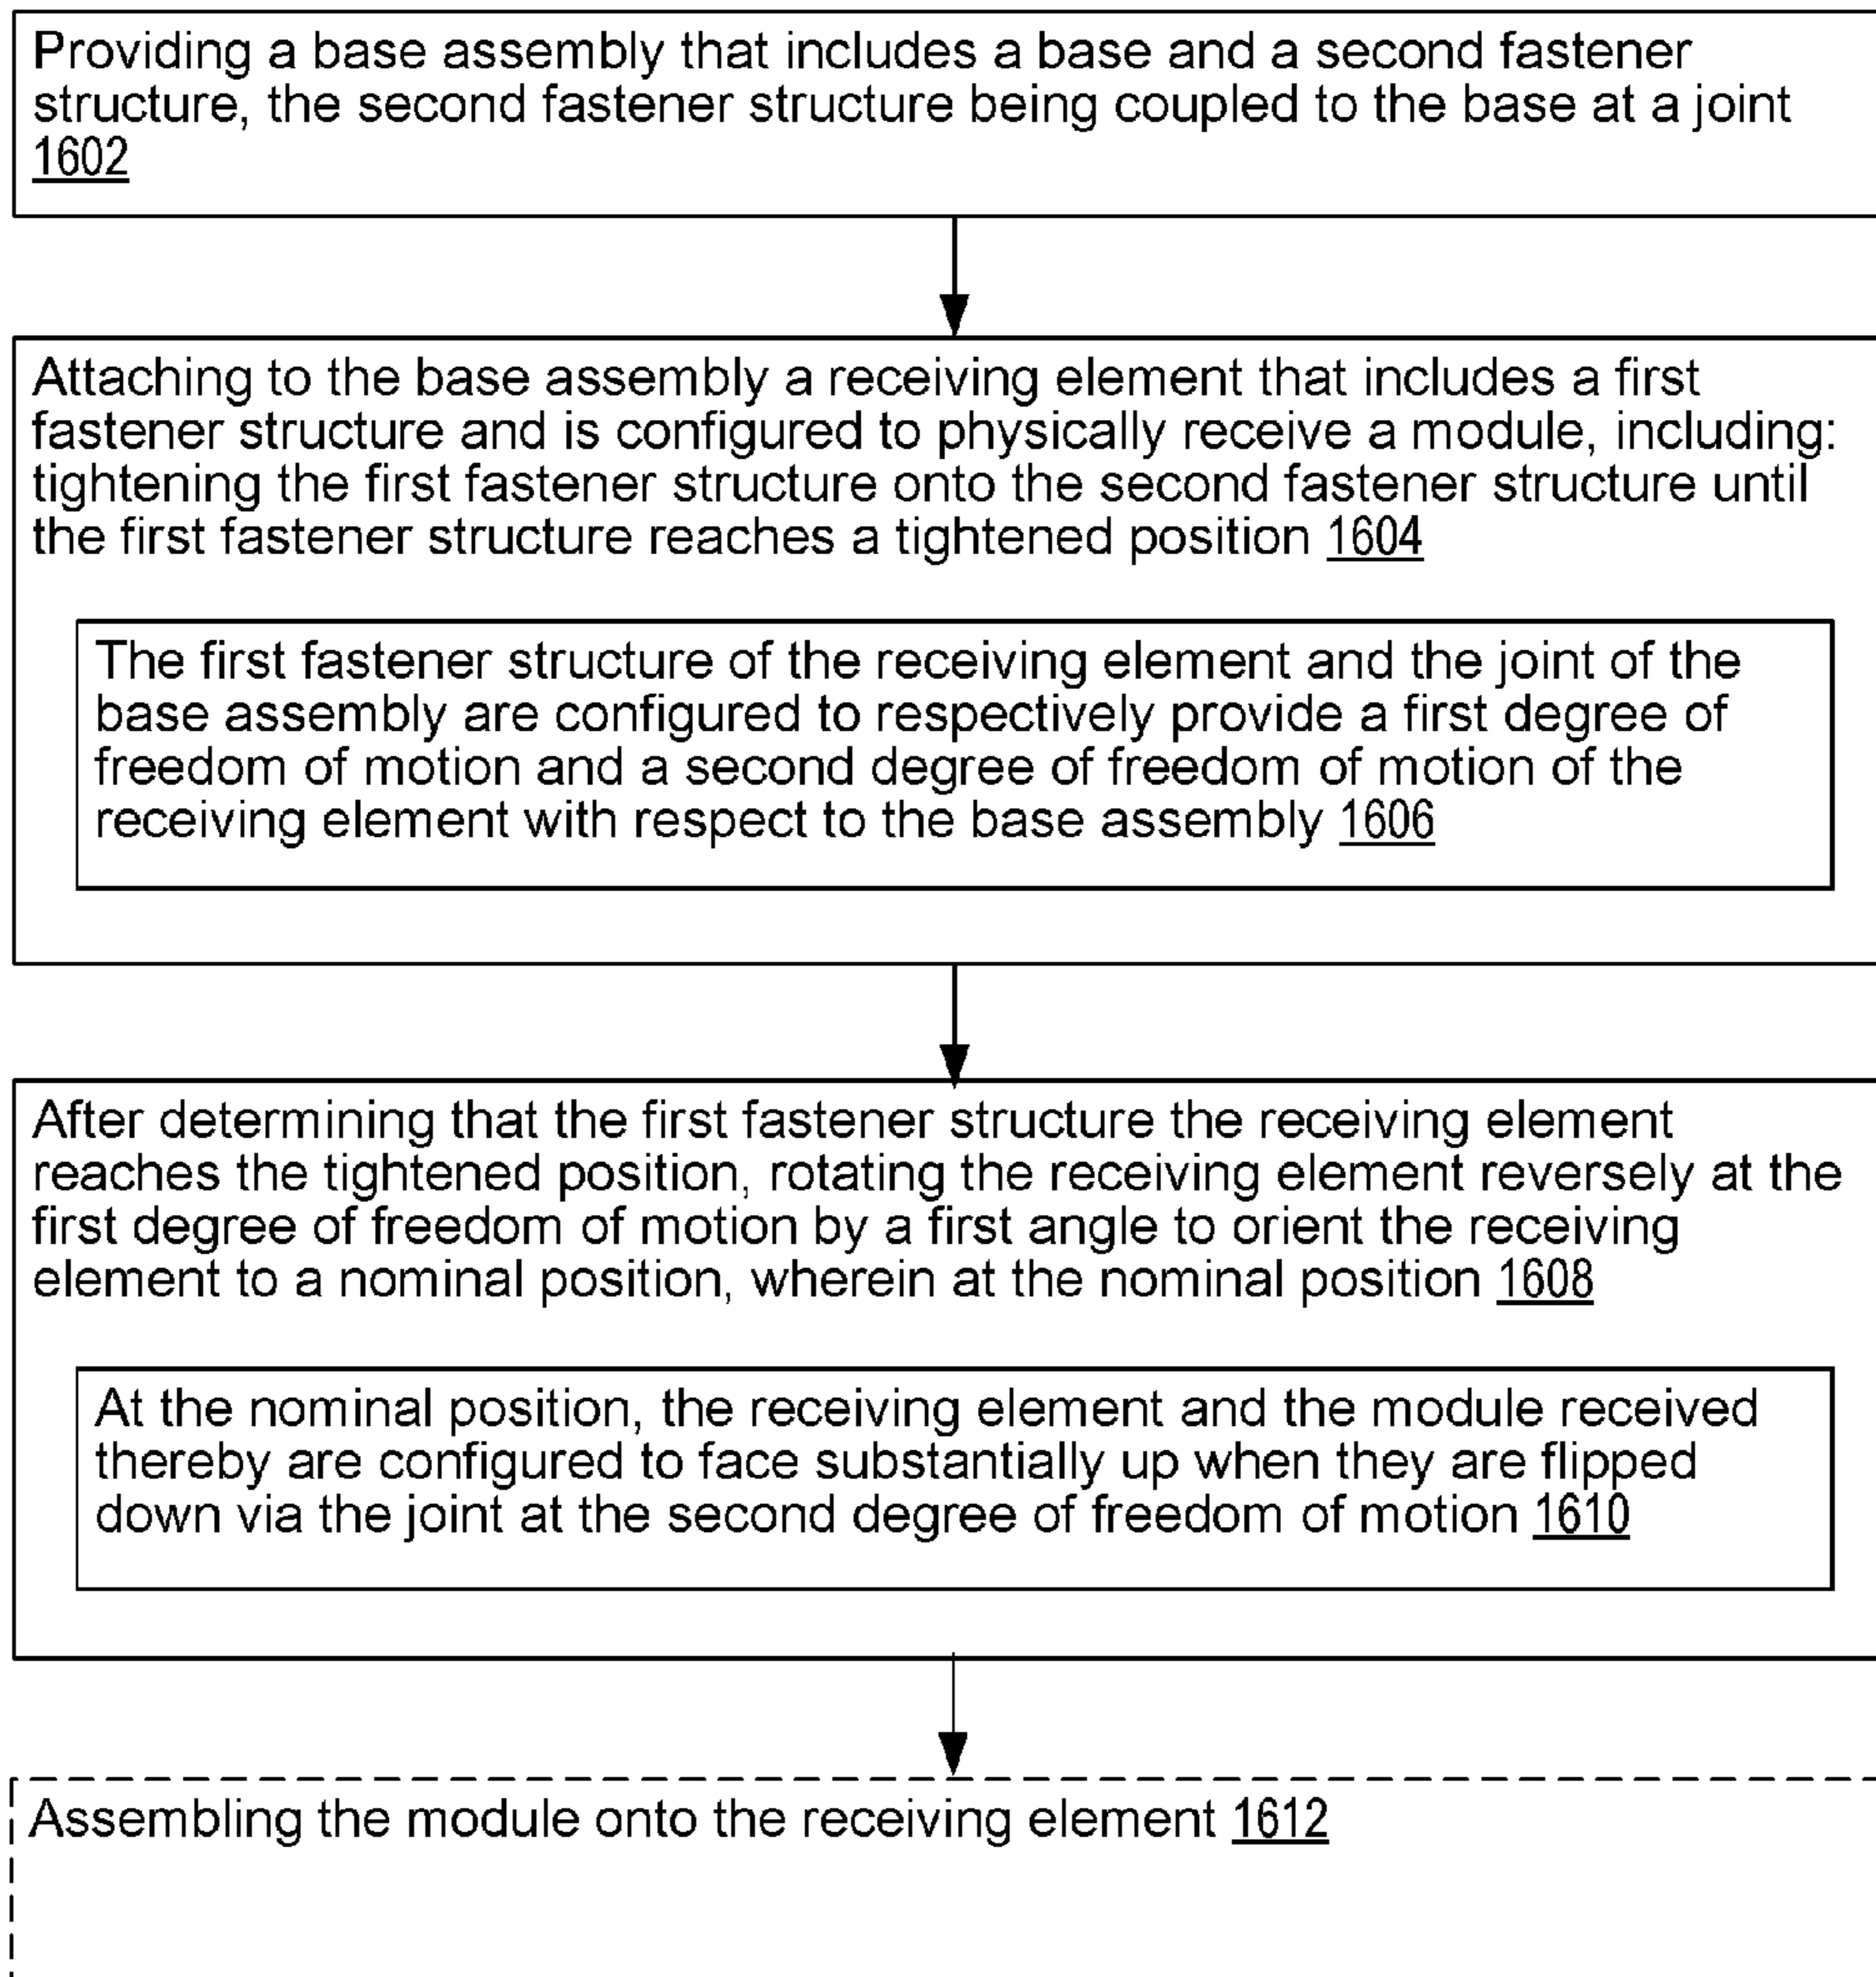 Providing a base assembly that includes a base and a second fastener
structure, the second fastener structure being coupled to the base at a joint
1602
Attaching to the base assembly a receiving element that includes a first
fastener structure and is configured to physically receive a module, including:
tightening the first fastener structure onto the second fastener structure until
the first fastener structure reaches a tightened position 1604
The first fastener structure of the receiving element and the joint of the
base assembly are configured to respectively provide a first degree of
freedom of motion and a second degree of freedom of motion of the
receiving element with respect to the base assembly 1606
After determining that the first fastener structure the receiving element
reaches the tightened position, rotating the receiving element reversely at the
first degree of freedom of motion by a first angle to orient the receiving
element to a nominal position, wherein at the nominal position 1608
At the nominal position, the receiving element and the module received
thereby are configured to face substantially up when they are flipped
down via the joint at the second degree of freedom of motion 1610
Assembling the module onto the receiving element 1612